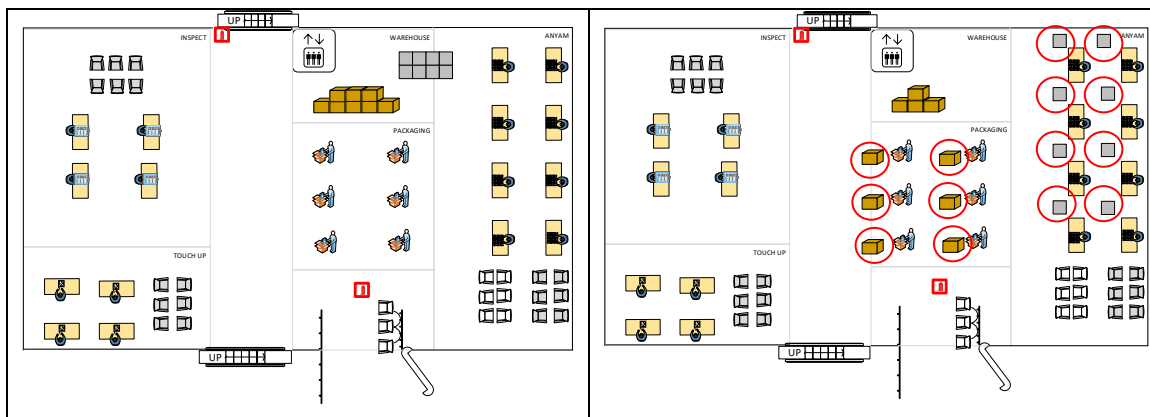 UP
INSPECT
WAREHOUSE
ANYAM
PACKAGING
TOUCH UP
UP
UP
INSPECT
WAREHOUSE
ANYAM
PACKAGING
TOUCH UP
UP